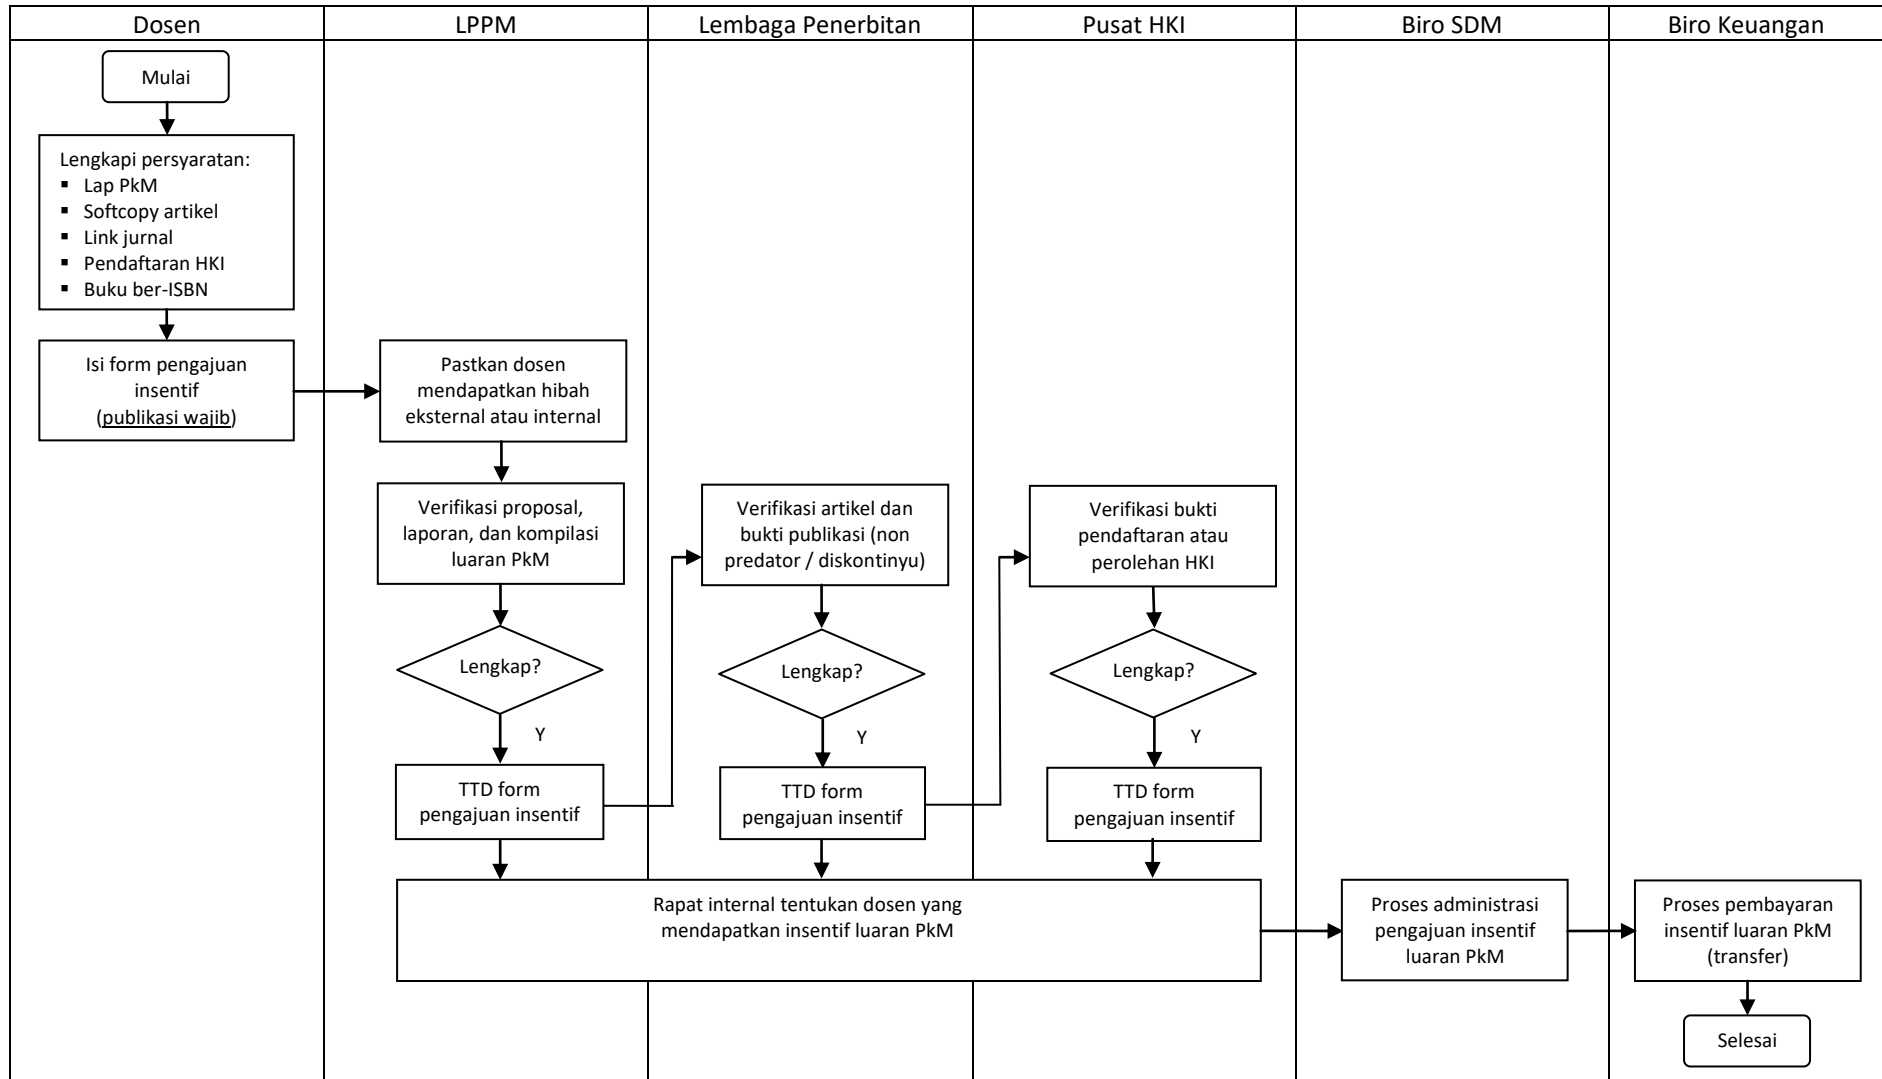 Dosen
LPPM
Lembaga Penerbitan
Pusat HKI
Biro SDM
Biro Keuangan
Mulai
Lengkapi persyaratan:
▪ Lap PkM
▪ Softcopy artikel
▪ Link jurnal
▪ Pendaftaran HKI
▪ Buku ber-ISBN
Isi form pengajuan
insentif
(publikasi wajib)
Pastkan dosen
mendapatkan hibah
eksternal atau internal
Verifikasi proposal,
laporan, dan kompilasi
luaran PkM
Lengkap?
Y
TTD form
pengajuan insentif
Verifikasi artikel dan
bukti publikasi (non
predator / diskontinyu)
Lengkap?
Y
TTD form
pengajuan insentif
Verifikasi bukti
pendaftaran atau
perolehan HKI
Lengkap?
Y
TTD form
pengajuan insentif
Rapat internal tentukan dosen yang
mendapatkan insentif luaran PkM
Proses administrasi
pengajuan insentif
luaran PkM
Proses pembayaran
insentif luaran PkM
(transfer)
Selesai